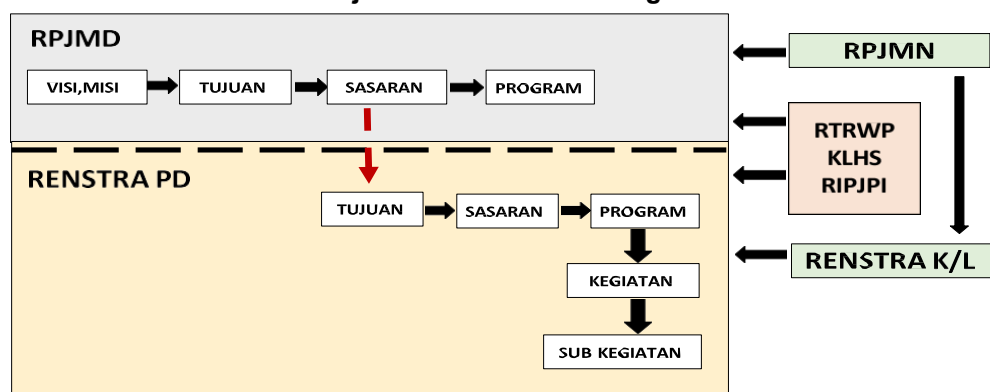 RPJMD
VISI,MISI
TUJUAN
SASARAN
PROGRAM
RPJMN
RTRWP
KLHS
RIPJPI
RENSTRA PD
TUJUAN
SASARAN
PROGRAM
KEGIATAN
SUB KEGIATAN
RENSTRA K/L